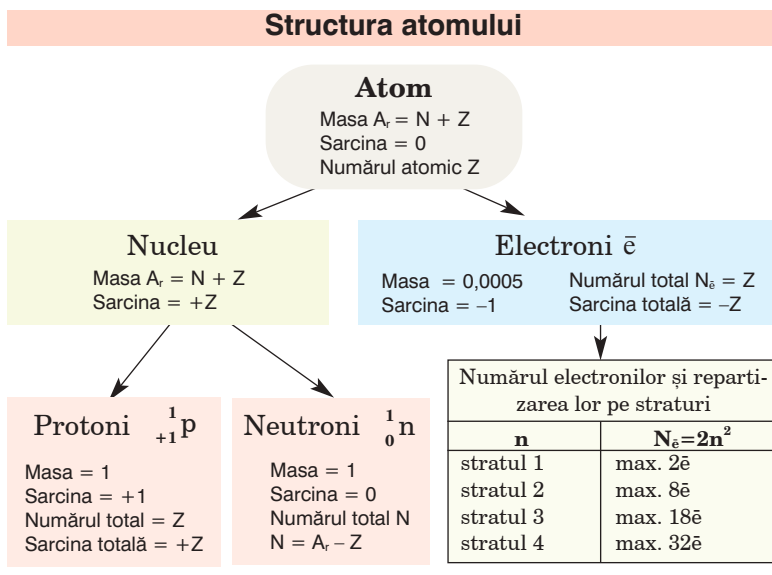 Structura atomului
Atom
Masa Aᵣ = N + Z
Sarcina = 0
Numărul atomic Z
Nucleu
Masa Aᵣ = N + Z
Sarcina = +Z
Electroni ē
Masa = 0,0005
Sarcina = –1
Numărul total Nē = Z
Sarcina totală = –Z
Protoni ¹₊₁p
Masa = 1
Sarcina = +1
Numărul total = Z
Sarcina totală = +Z
Neutroni ¹₀n
Masa = 1
Sarcina = 0
Numărul total N
N = Aᵣ – Z
Numărul electronilor și reparti-
zarea lor pe straturi
n Nē=2n²
stratul 1 max. 2ē
stratul 2 max. 8ē
stratul 3 max. 18ē
stratul 4 max. 32ē